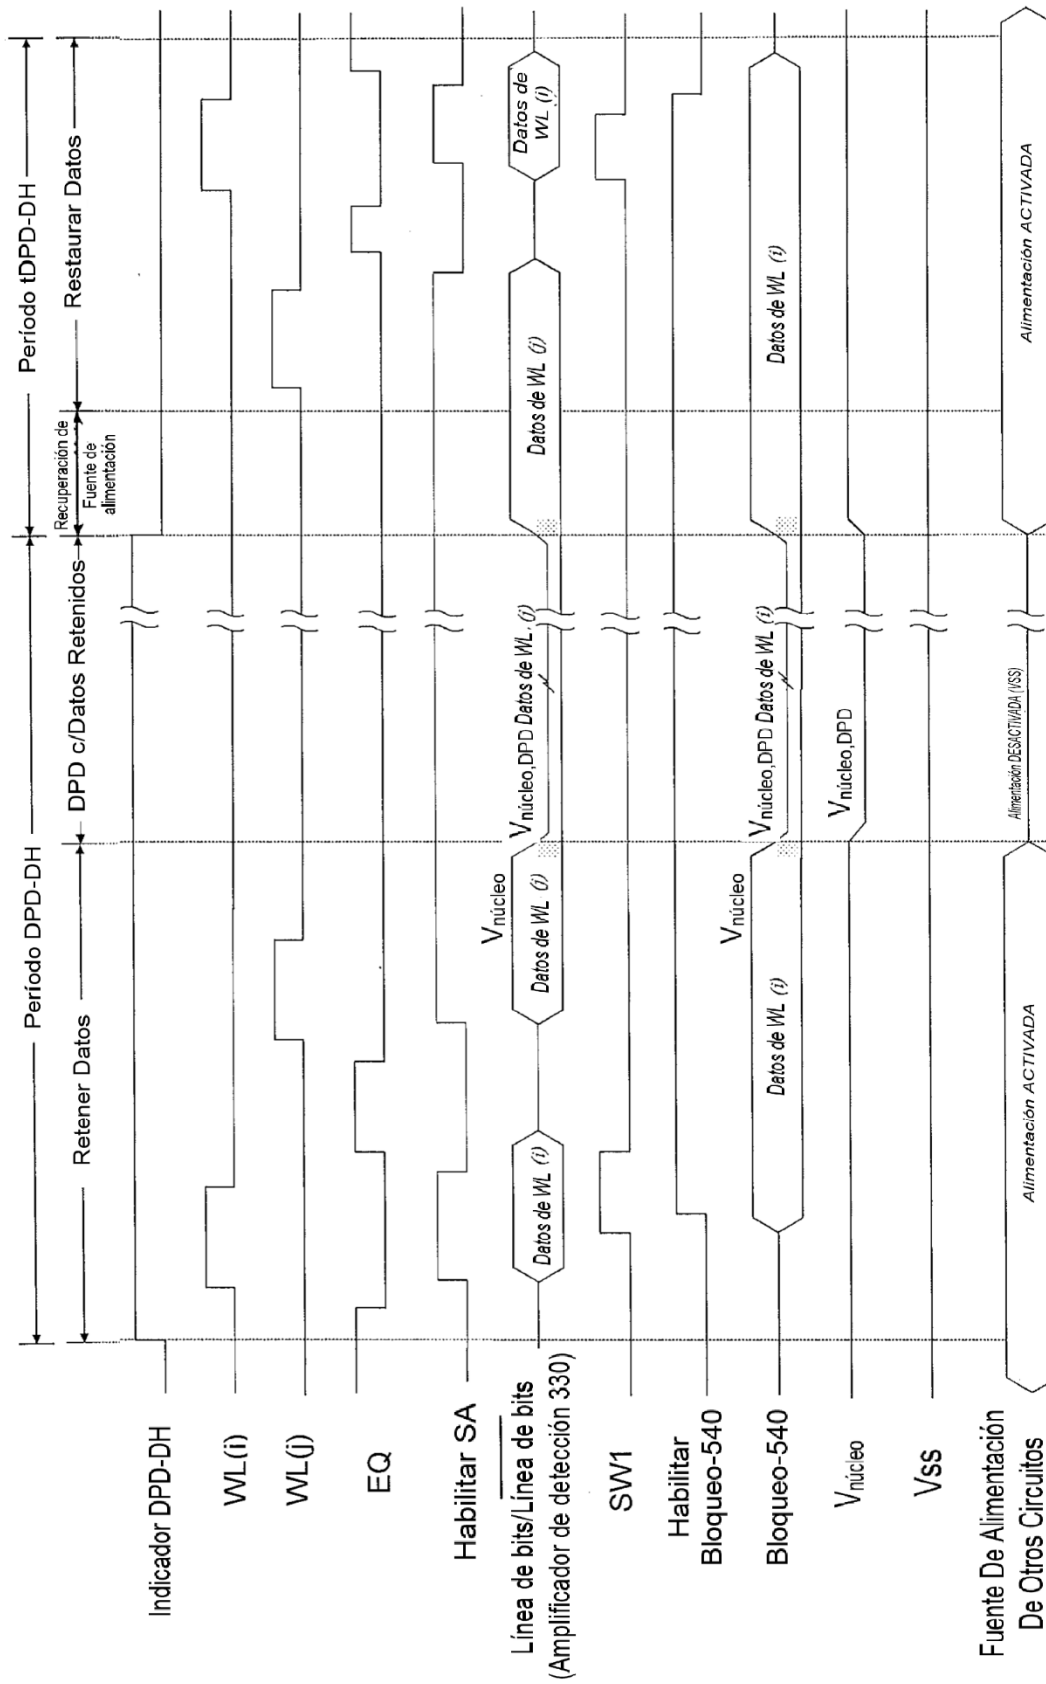 Período DPD-DH
Período tDPD-DH
Retener Datos
DPD c/Datos Retenidos
Recuperación de
Fuente de
alimentación
Restaurar Datos
Indicador DPD-DH
WL(i)
WL(j)
EQ
Habilitar SA
Línea de bits/Línea de bits
(Amplificador de detección 330)
Datos de WL (i)
Vnúcleo
Datos de WL (j)
Vnúcleo,DPD Datos de WL (j)
Datos de WL (j)
Datos de
WL (i)
SW1
Habilitar
Bloqueo-540
Bloqueo-540
Datos de WL (i)
Vnúcleo
Vnúcleo,DPD Datos de WL (i)
Datos de WL (i)
Vnúcleo
Vnúcleo,DPD
Vss
Fuente De Alimentación
De Otros Circuitos
Alimentación ACTIVADA
Alimentación DESACTIVADA (VSS)
Alimentación ACTIVADA